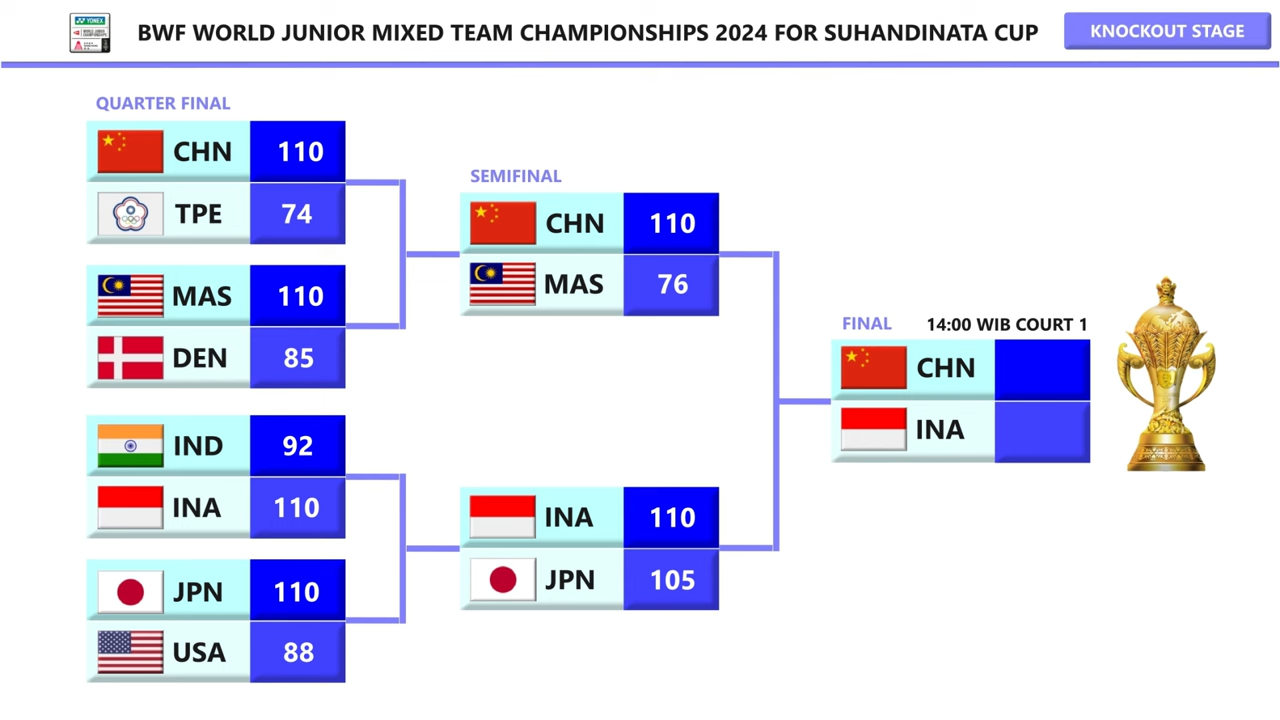 YONEX
BWF WORLD JUNIOR MIXED TEAM CHAMPIONSHIPS 2024 FOR SUHANDINATA CUP
KNOCKOUT STAGE
QUARTER FINAL
CHN 110
TPE 74
MAS 110
DEN 85
IND 92
INA 110
JPN 110
USA 88
SEMIFINAL
CHN 110
MAS 76
INA 110
JPN 105
FINAL 14:00 WIB COURT 1
CHN
INA